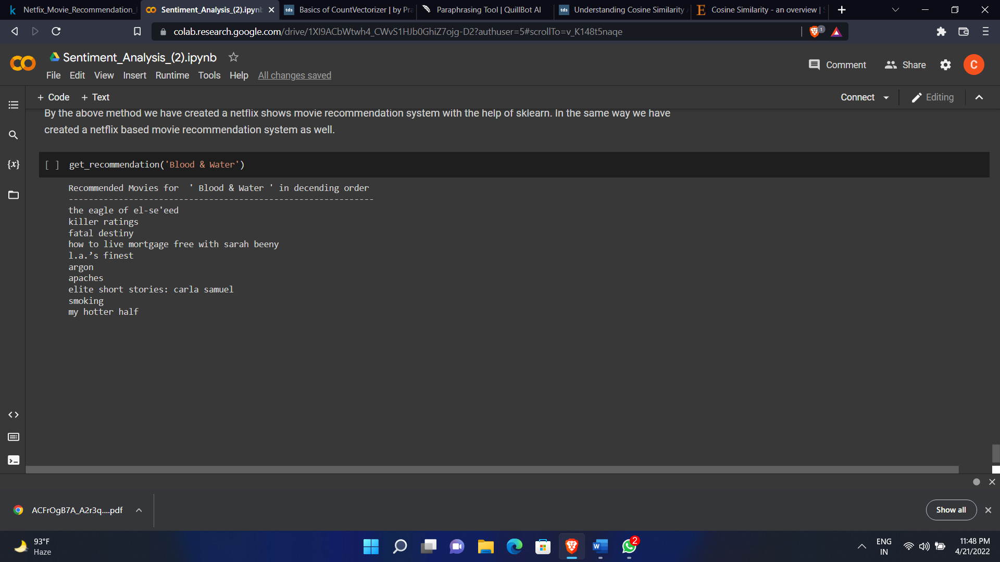 Netfix_Movie_Recommendation_
Sentiment_Analysis_(2).ipynb
Basics of CountVectorizer | by Pra
Paraphrasing Tool | QuillBot AI
Understanding Cosine Similarity
Cosine Similarity - an overview |
colab.research.google.com/drive/1XI9ACbWtwh4_CWvS1HJb0GhiZ7ojg-D2?authuser=5#scrollTo=v_K148t5naqe
1
Sentiment_Analysis_(2).ipynb
Comment
Share
C
File Edit View Insert Runtime Tools Help All changes saved
+ Code + Text
Connect
Editing
By the above method we have created a netflix shows movie recommendation system with the help of sklearn. In the same way we have
created a netflix based movie recommendation system as well.
[ ] get_recommendation('Blood & Water')
Recommended Movies for  ' Blood & Water ' in decending order
-------------------------------------------------------------
the eagle of el-se'eed
killer ratings
fatal destiny
how to live mortgage free with sarah beeny
l.a.’s finest
argon
apaches
elite short stories: carla samuel
smoking
my hotter half
ACFrOgB7A_A2r3q....pdf
Show all
93°F
Haze
2
ENG
IN
11:48 PM
4/21/2022